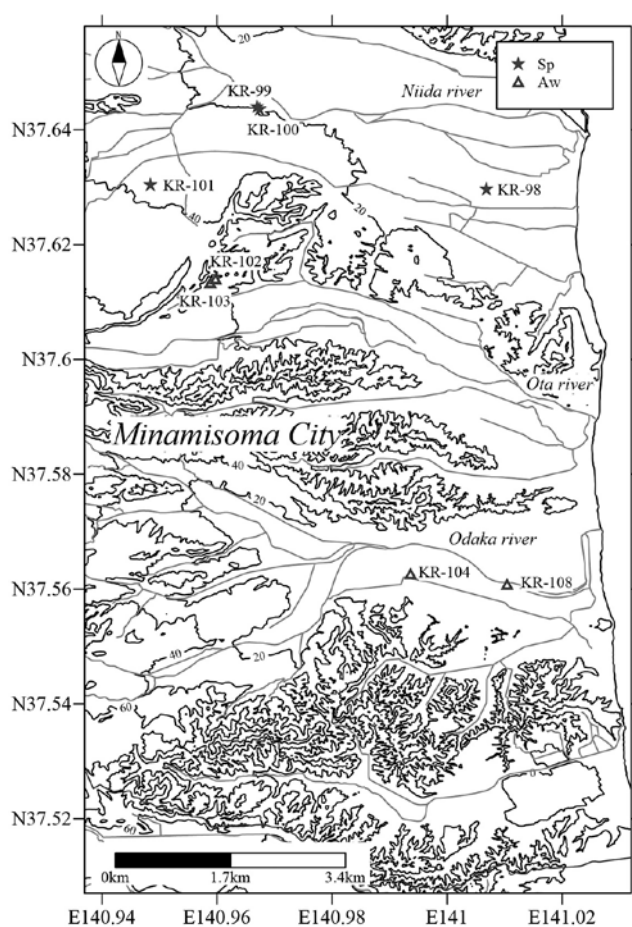 20
N
Sp
Aw
KR-99
Niida river
N37.64
KR-100
KR-101
KR-98
40
20
N37.62
KR-102
KR-103
N37.6
Ota river
Minamisoma City
N37.58
40
20
Odaka river
KR-104
KR-108
N37.56
40
20
N37.54
60
0
N37.52
60
0km
1.7km
3.4km
E140.94
E140.96
E140.98
E141
E141.02